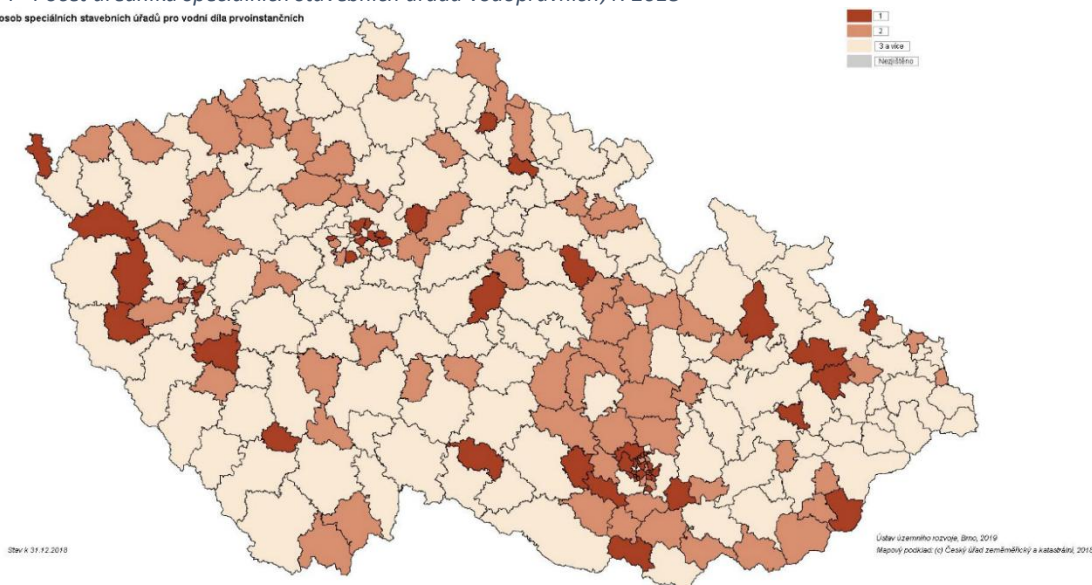 osob speciálních stavebních úřadů pro vodní díla prvoinstančních
1
2
3 a více
Nezjištěno
Stav k 31.12.2018
Ústav územního rozvoje, Brno, 2019
Mapový podklad: (c) Český úřad zeměměřický a katastrální, 2018